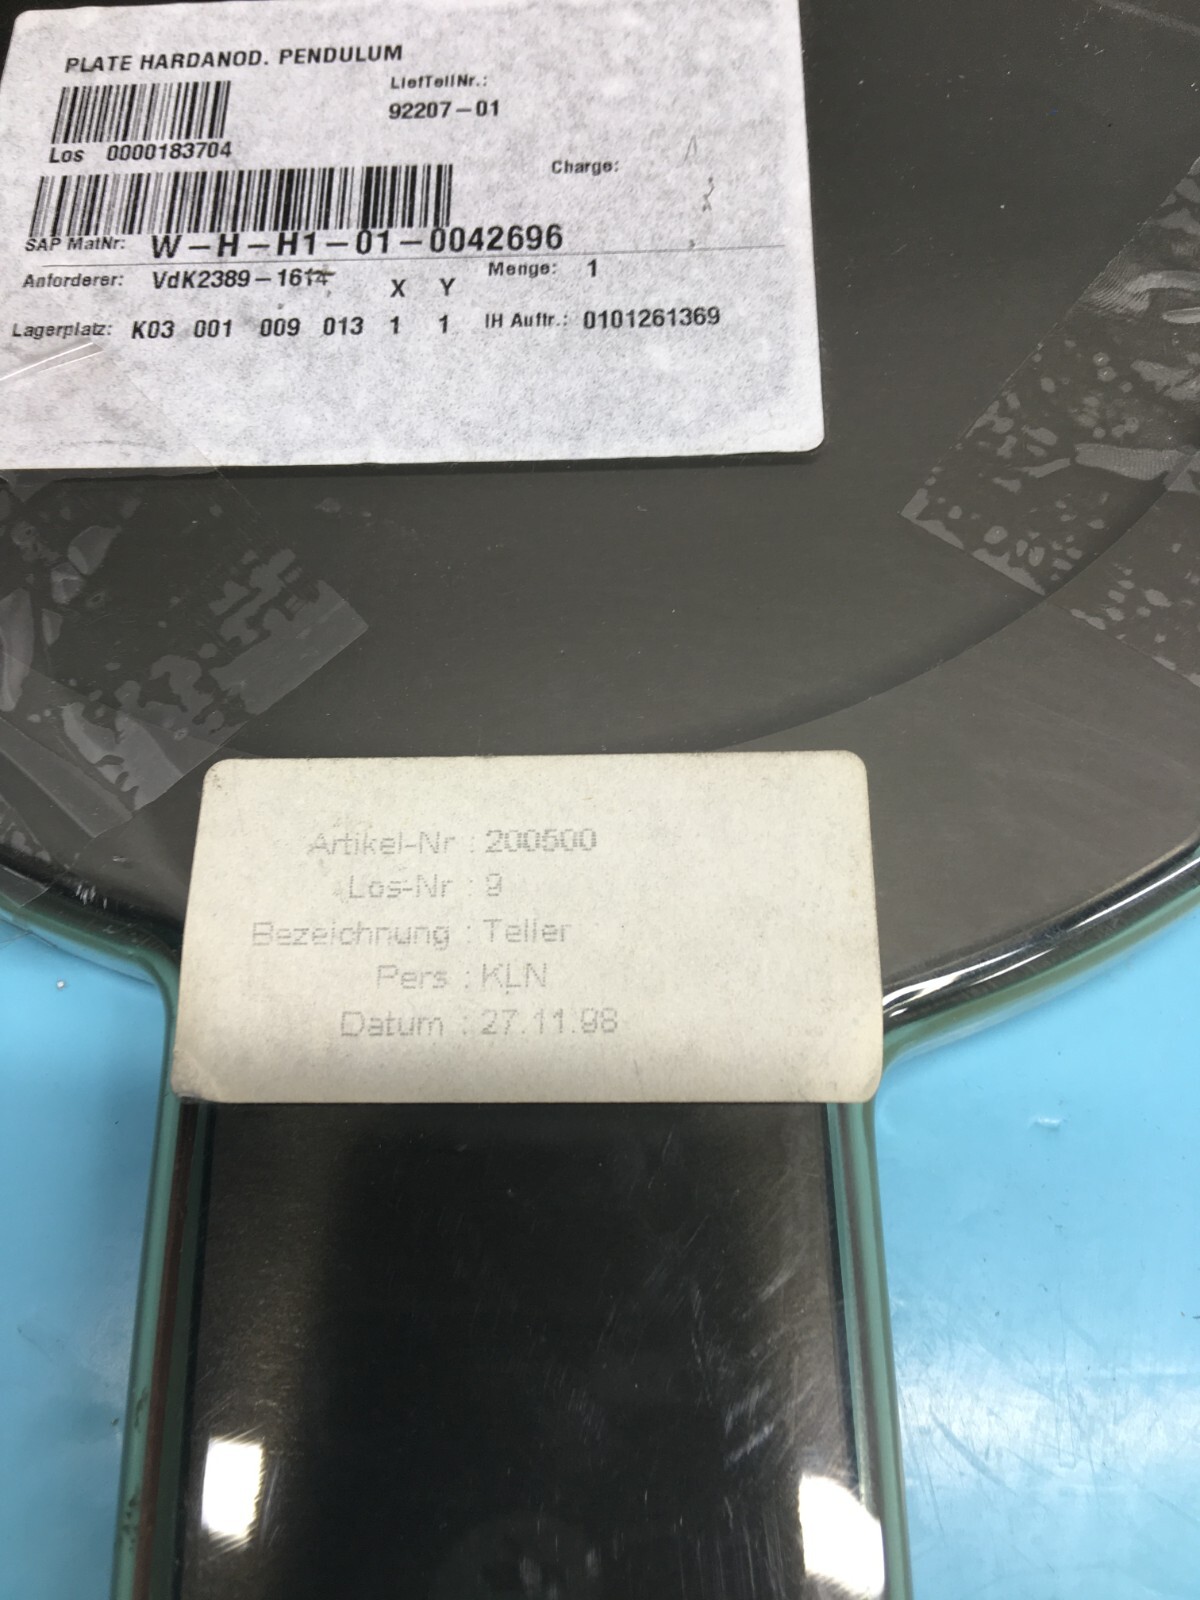 PLATE HARDANOD. PENDULUM
LiefTeilNr.:
92207-01
Los 0000183704
Charge:
SAP MatNr: W-H-H1-01-0042696
Anforderer: VdK2389-1614 X Y Menge: 1
Lagerplatz: K03 001 009 013 1 1 IH Auftr.: 0101261369
Artikel-Nr : 200500
Los-Nr : 9
Bezeichnung : Teller
Pers : KLN
Datum : 27.11.98